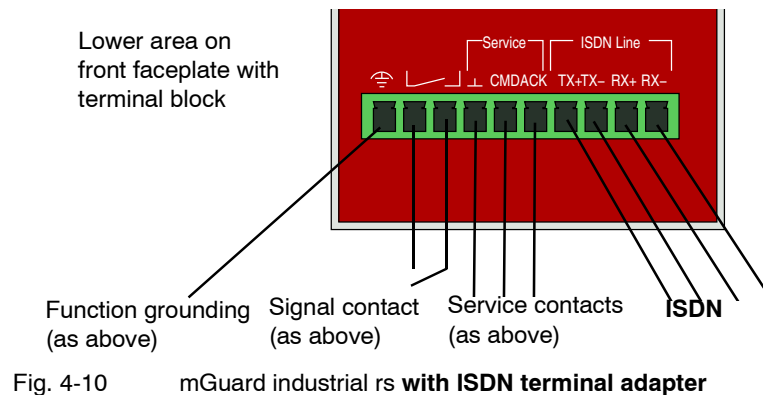 Lower area on
front faceplate with
terminal block
Service ISDN Line
CMDACK TX+TX− RX+ RX−
Function grounding
(as above)
Signal contact
(as above)
Service contacts
(as above)
ISDN
Fig. 4-10 mGuard industrial rs with ISDN terminal adapter